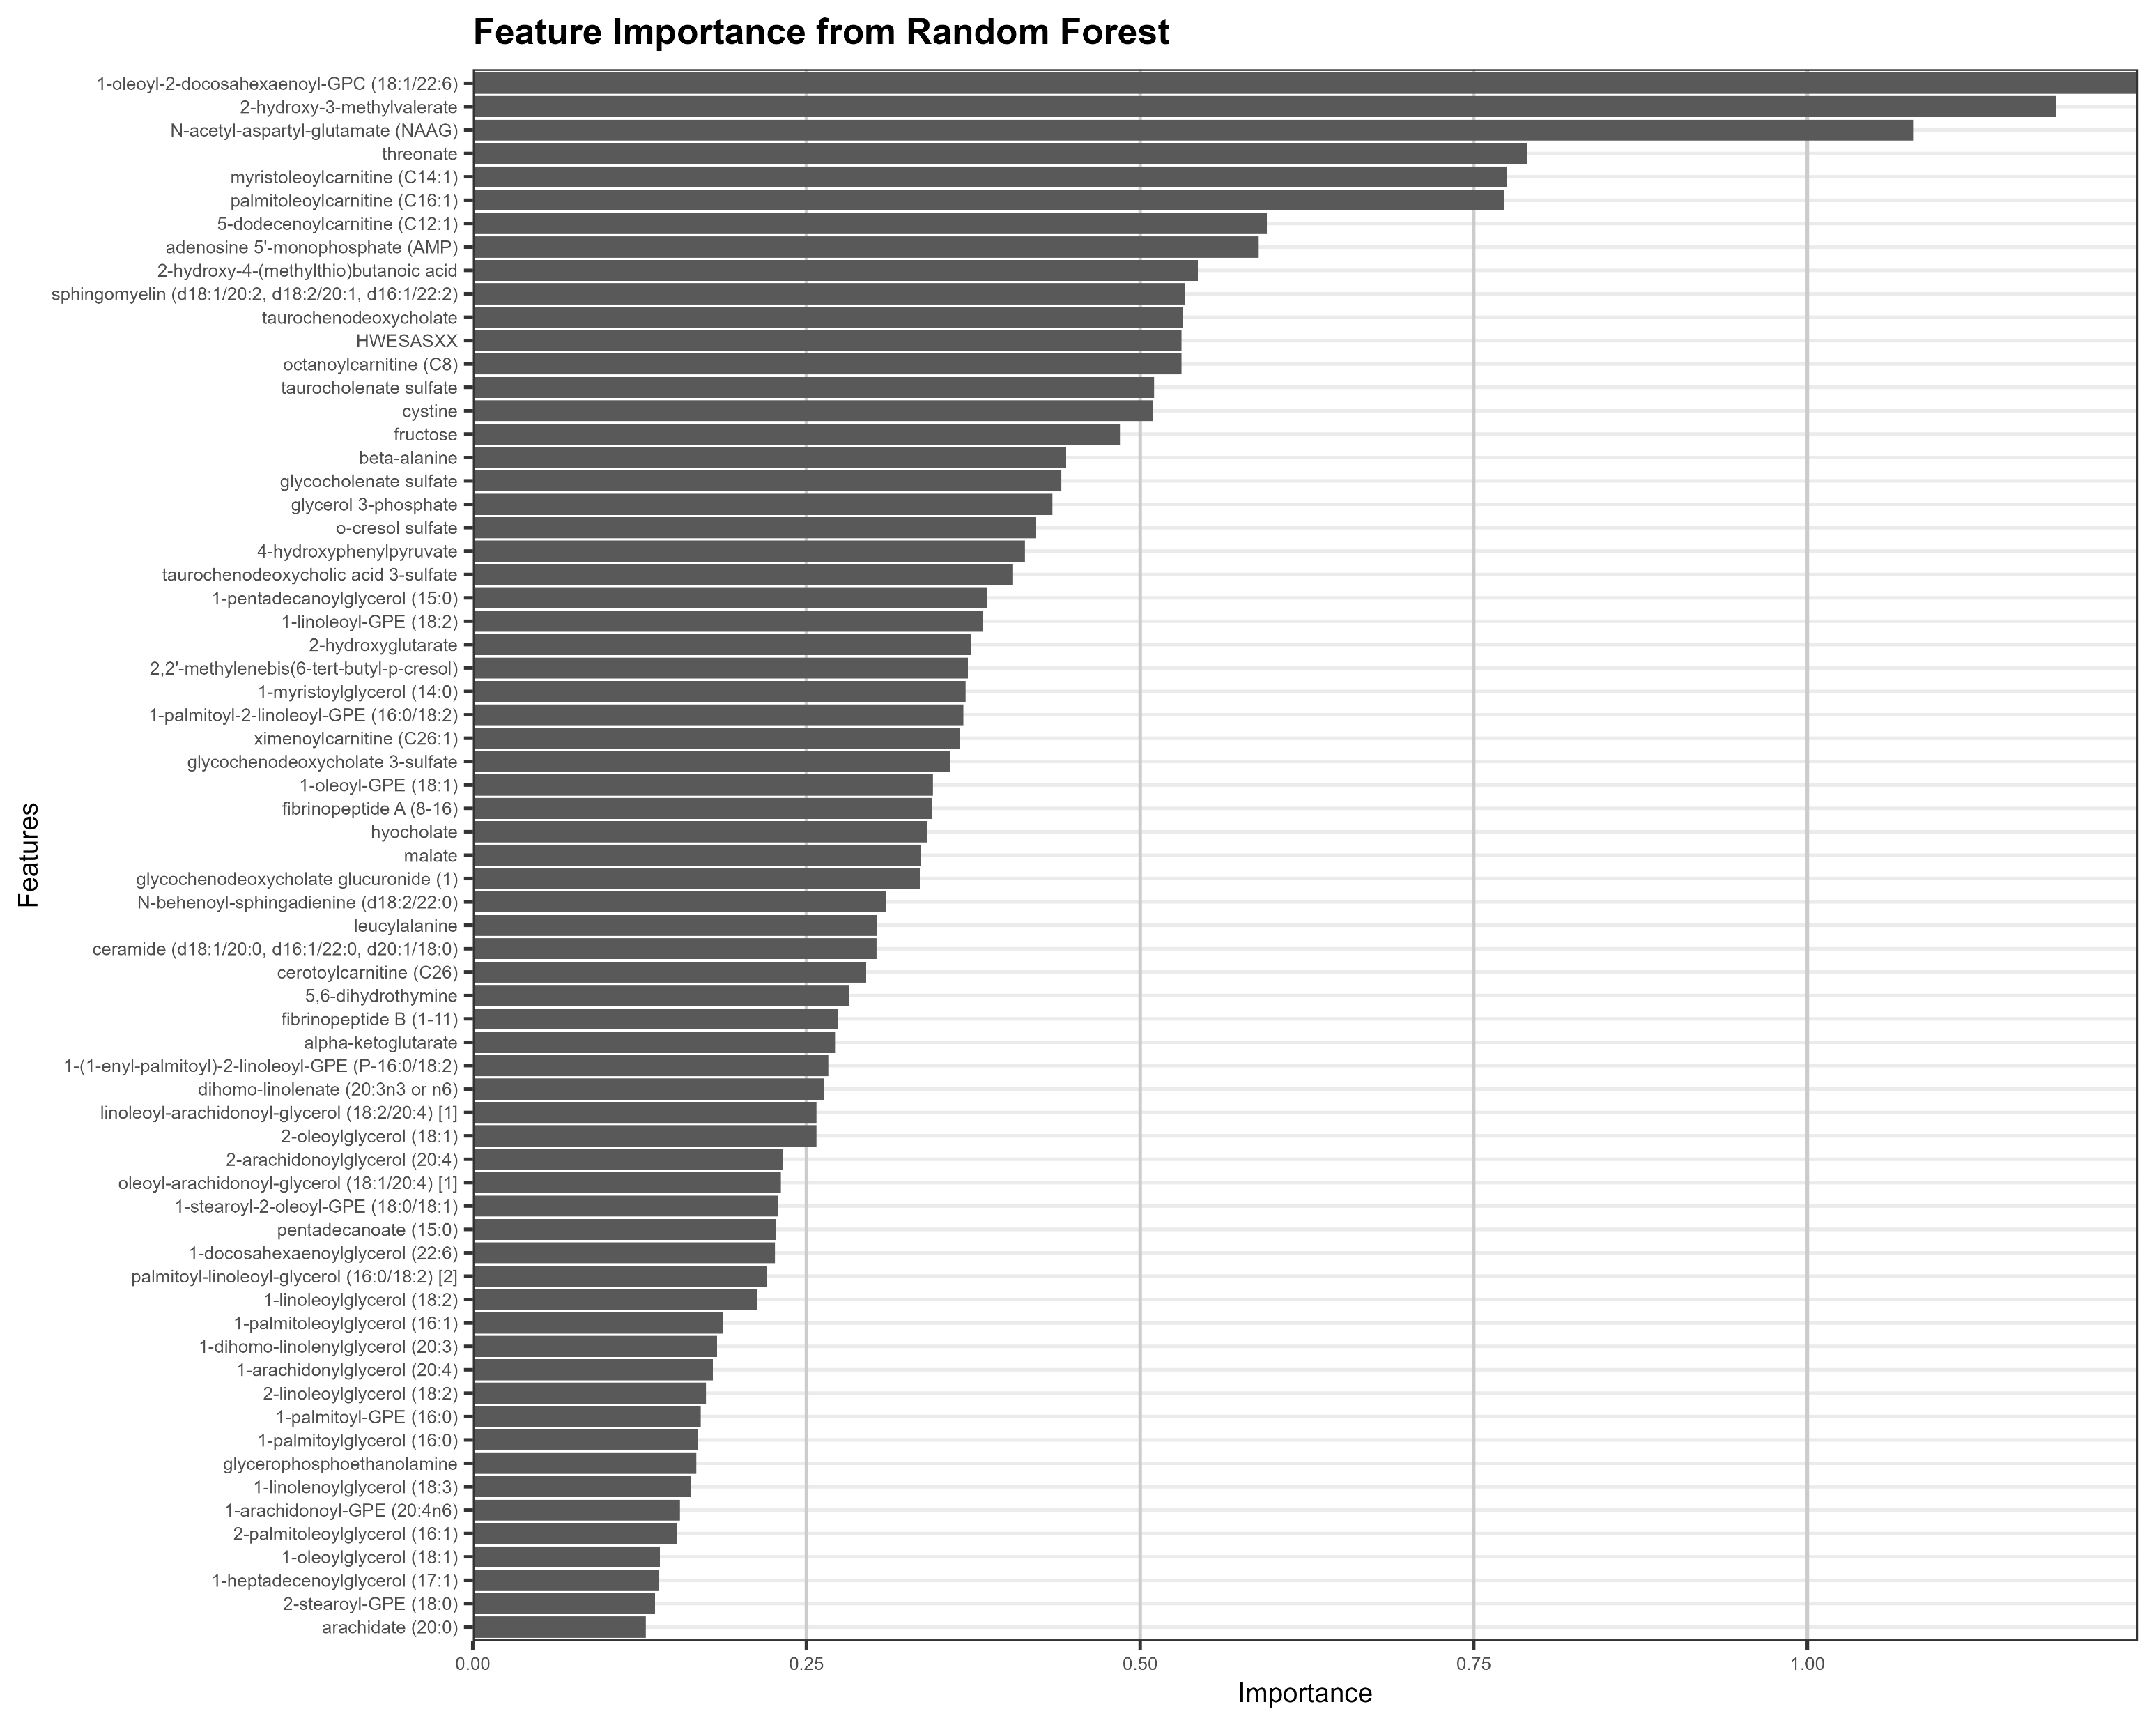 Feature Importance from Random Forest
1-oleoyl-2-docosahexaenoyl-GPC (18:1/22:6)
2-hydroxy-3-methylvalerate
N-acetyl-aspartyl-glutamate (NAAG)
threonate
myristoleoylcarnitine (C14:1)
palmitoleoylcarnitine (C16:1)
5-dodecenoylcarnitine (C12:1)
adenosine 5'-monophosphate (AMP)
2-hydroxy-4-(methylthio)butanoic acid
sphingomyelin (d18:1/20:2, d18:2/20:1, d16:1/22:2)
taurochenodeoxycholate
HWESASXX
octanoylcarnitine (C8)
taurocholenate sulfate
cystine
fructose
beta-alanine
glycocholenate sulfate
glycerol 3-phosphate
o-cresol sulfate
4-hydroxyphenylpyruvate
taurochenodeoxycholic acid 3-sulfate
1-pentadecanoylglycerol (15:0)
1-linoleoyl-GPE (18:2)
2-hydroxyglutarate
2,2'-methylenebis(6-tert-butyl-p-cresol)
1-myristoylglycerol (14:0)
1-palmitoyl-2-linoleoyl-GPE (16:0/18:2)
ximenoylcarnitine (C26:1)
glycochenodeoxycholate 3-sulfate
1-oleoyl-GPE (18:1)
fibrinopeptide A (8-16)
hyocholate
malate
glycochenodeoxycholate glucuronide (1)
N-behenoyl-sphingadienine (d18:2/22:0)
leucylalanine
ceramide (d18:1/20:0, d16:1/22:0, d20:1/18:0)
cerotoylcarnitine (C26)
5,6-dihydrothymine
fibrinopeptide B (1-11)
alpha-ketoglutarate
1-(1-enyl-palmitoyl)-2-linoleoyl-GPE (P-16:0/18:2)
dihomo-linolenate (20:3n3 or n6)
linoleoyl-arachidonoyl-glycerol (18:2/20:4) [1]
2-oleoylglycerol (18:1)
2-arachidonoylglycerol (20:4)
oleoyl-arachidonoyl-glycerol (18:1/20:4) [1]
1-stearoyl-2-oleoyl-GPE (18:0/18:1)
pentadecanoate (15:0)
1-docosahexaenoylglycerol (22:6)
palmitoyl-linoleoyl-glycerol (16:0/18:2) [2]
1-linoleoylglycerol (18:2)
1-palmitoleoylglycerol (16:1)
1-dihomo-linolenylglycerol (20:3)
1-arachidonylglycerol (20:4)
2-linoleoylglycerol (18:2)
1-palmitoyl-GPE (16:0)
1-palmitoylglycerol (16:0)
glycerophosphoethanolamine
1-linolenoylglycerol (18:3)
1-arachidonoyl-GPE (20:4n6)
2-palmitoleoylglycerol (16:1)
1-oleoylglycerol (18:1)
1-heptadecenoylglycerol (17:1)
2-stearoyl-GPE (18:0)
arachidate (20:0)
Features
0.00 0.25 0.50 0.75 1.00
Importance